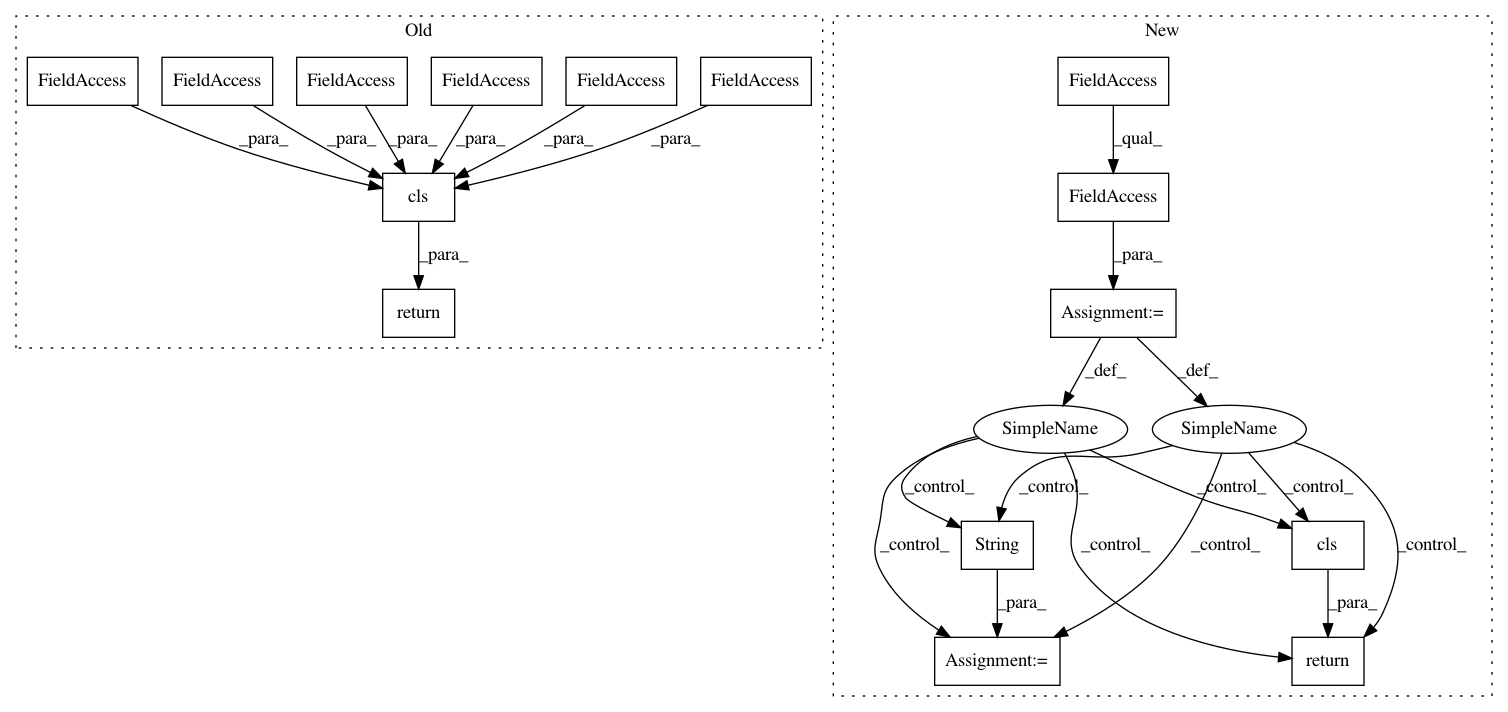 Old
New
FieldAccess FieldAccess FieldAccess FieldAccess FieldAccess FieldAccess FieldAccess
_para_ _para_ _para_ _para_ _para_ _para_ _qual_
cls FieldAccess
_para_ _para_
return Assignment:=
_def_ _def_
SimpleName SimpleName
_control_ _control_ _control_ _control_
String cls
_control_ _control_ _control_ _control_
_para_ _para_
Assignment:= return